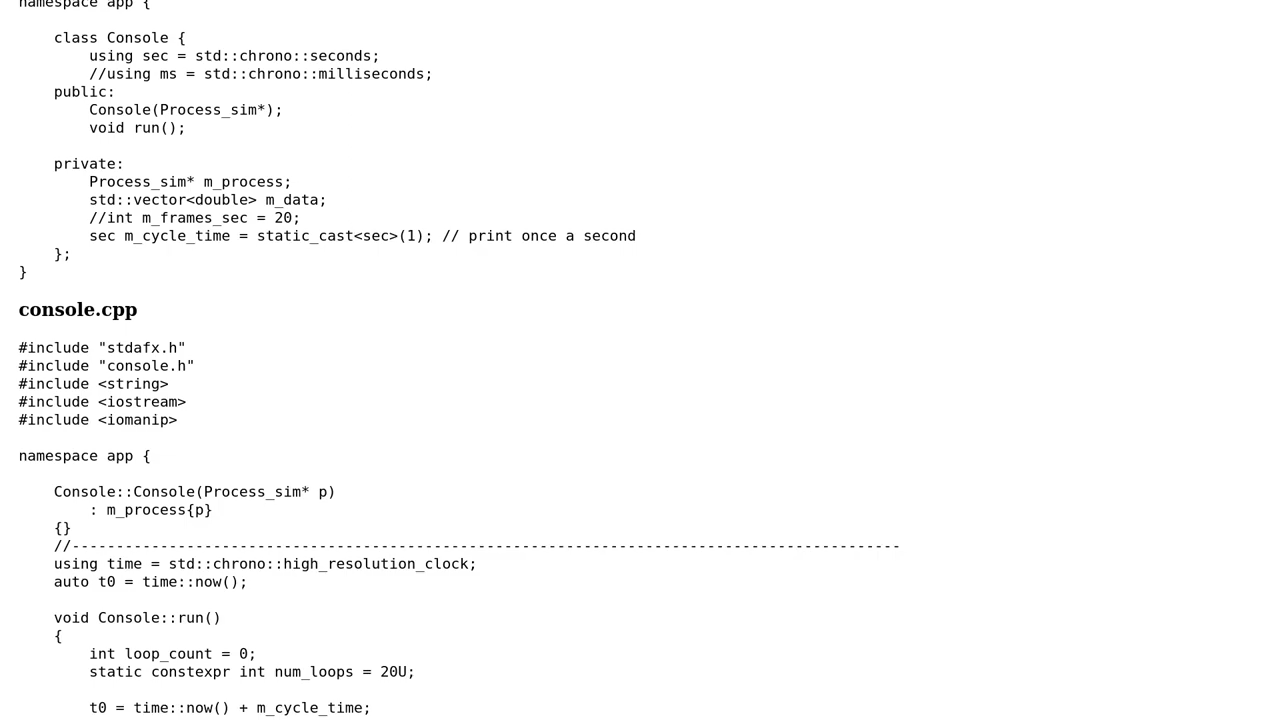 namespace app {

    class Console {
        using sec = std::chrono::seconds;
        //using ms = std::chrono::milliseconds;
    public:
        Console(Process_sim*);
        void run();

    private:
        Process_sim* m_process;
        std::vector<double> m_data;
        //int m_frames_sec = 20;
        sec m_cycle_time = static_cast<sec>(1); // print once a second
    };
}
console.cpp
#include "stdafx.h"
#include "console.h"
#include <string>
#include <iostream>
#include <iomanip>

namespace app {

    Console::Console(Process_sim* p)
        : m_process{p}
    {}
    //----------------------------------------------------------------------------------------------
    using time = std::chrono::high_resolution_clock;
    auto t0 = time::now();

    void Console::run()
    {
        int loop_count = 0;
        static constexpr int num_loops = 20U;

        t0 = time::now() + m_cycle_time;